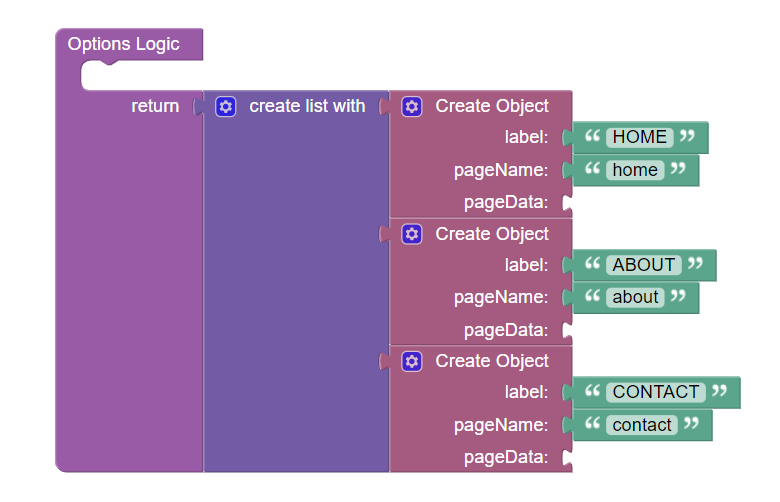 Options Logic
return create list with Create Object
label: “ HOME ”
pageName: “ home ”
pageData:
Create Object
label: “ ABOUT ”
pageName: “ about ”
pageData:
Create Object
label: “ CONTACT ”
pageName: “ contact ”
pageData: